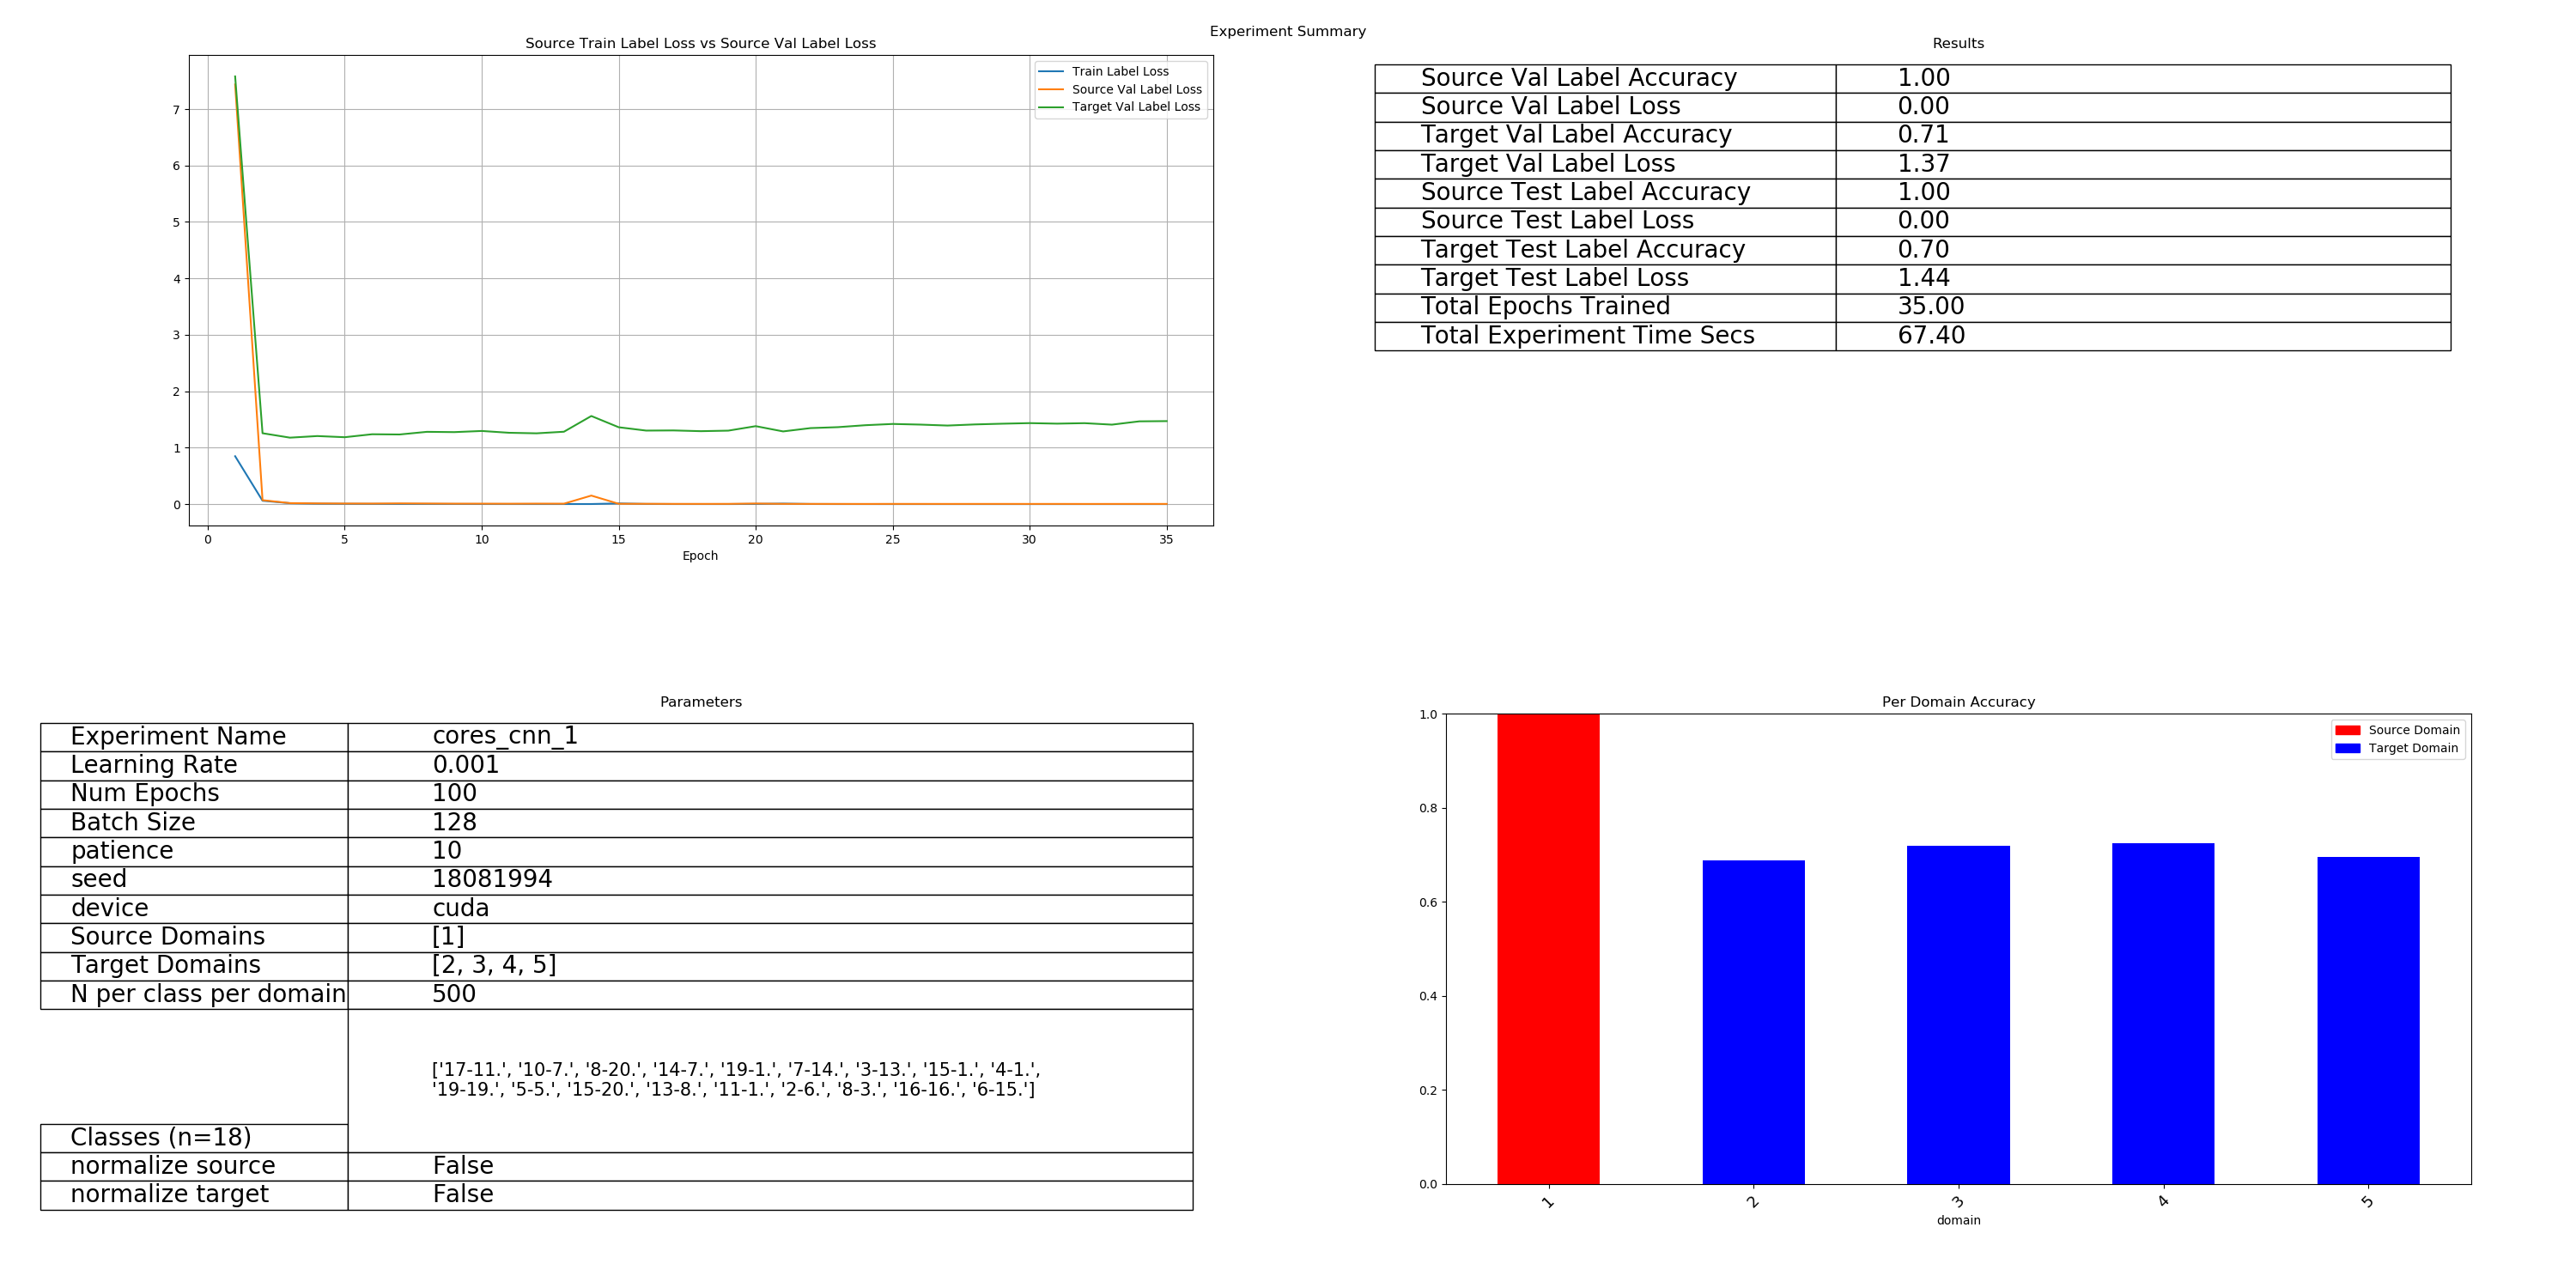 Experiment Summary
Source Train Label Loss vs Source Val Label Loss
Train Label Loss
Source Val Label Loss
Target Val Label Loss
7
6
5
4
3
2
1
0
0 5 10 15 20 25 30 35
Epoch
Results
Source Val Label Accuracy 1.00
Source Val Label Loss 0.00
Target Val Label Accuracy 0.71
Target Val Label Loss 1.37
Source Test Label Accuracy 1.00
Source Test Label Loss 0.00
Target Test Label Accuracy 0.70
Target Test Label Loss 1.44
Total Epochs Trained 35.00
Total Experiment Time Secs 67.40
Parameters
Experiment Name cores_cnn_1
Learning Rate 0.001
Num Epochs 100
Batch Size 128
patience 10
seed 18081994
device cuda
Source Domains [1]
Target Domains [2, 3, 4, 5]
N per class per domain 500
['17-11.', '10-7.', '8-20.', '14-7.', '19-1.', '7-14.', '3-13.', '15-1.', '4-1.',
'19-19.', '5-5.', '15-20.', '13-8.', '11-1.', '2-6.', '8-3.', '16-16.', '6-15.']
Classes (n=18)
normalize source False
normalize target False
Per Domain Accuracy
Source Domain
Target Domain
1.0
0.8
0.6
0.4
0.2
0.0
1 2 3 4 5
domain